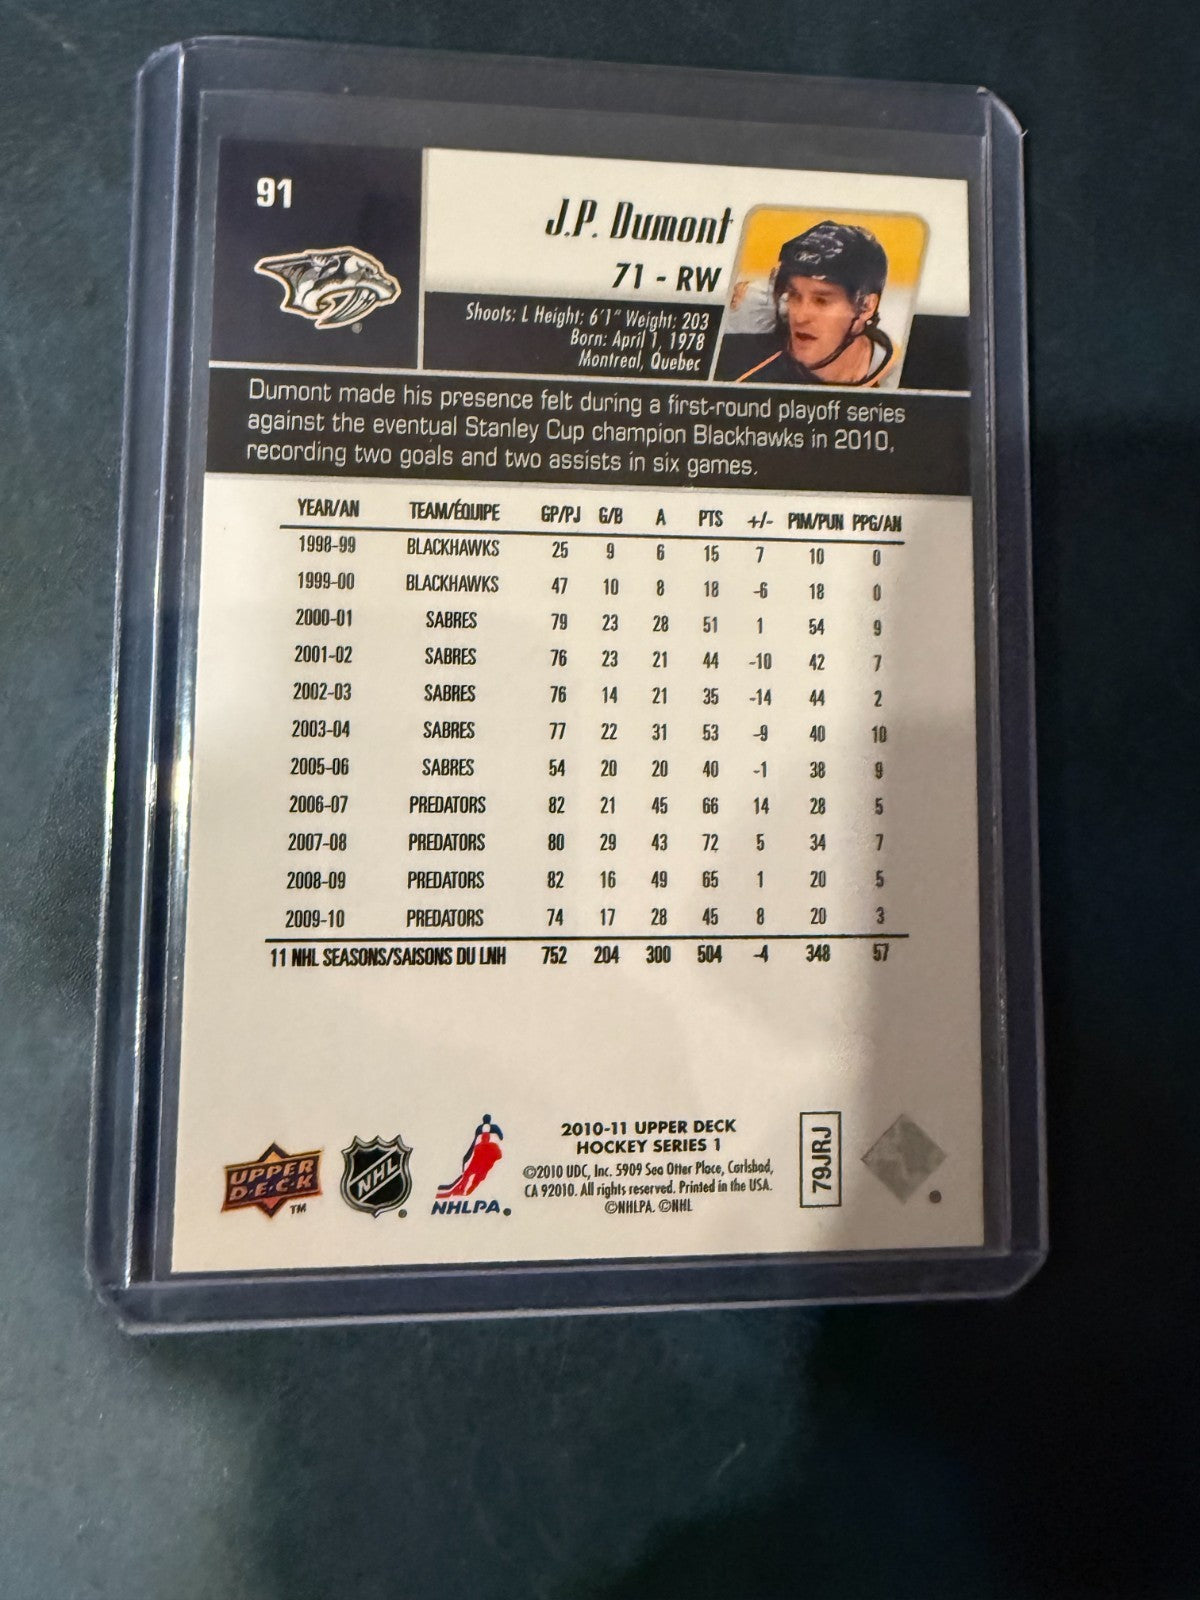 91
J.P. Dumont
71 - RW
Shoots: L Height: 6'1" Weight: 203
Born: April 1, 1978
Montreal, Quebec
Dumont made his presence felt during a first-round playoff series
against the eventual Stanley Cup champion Blackhawks in 2010,
recording two goals and two assists in six games.
YEAR/AN TEAM/ÉQUIPE GP/PJ G/B A PTS +/- PIM/PUN PPG/AN
1998-99 BLACKHAWKS 25 9 6 15 7 10 0
1999-00 BLACKHAWKS 47 10 8 18 -6 18 0
2000-01 SABRES 79 23 28 51 1 54 9
2001-02 SABRES 76 23 21 44 -10 42 7
2002-03 SABRES 76 14 21 35 -14 44 2
2003-04 SABRES 77 22 31 53 -9 40 10
2005-06 SABRES 54 20 20 40 -1 38 9
2006-07 PREDATORS 82 21 45 66 14 28 5
2007-08 PREDATORS 80 29 43 72 5 34 7
2008-09 PREDATORS 82 16 49 65 1 20 5
2009-10 PREDATORS 74 17 28 45 8 20 3
11 NHL SEASONS/SAISONS DU LNH 752 204 300 504 -4 348 57
UPPER
D·E·C·K
TM
NHL
NHLPA®
2010-11 UPPER DECK
HOCKEY SERIES 1
©2010 UDC, Inc. 5909 Sea Otter Place, Carlsbad,
CA 92010. All rights reserved. Printed in the USA.
©NHLPA. ©NHL
79JRJ